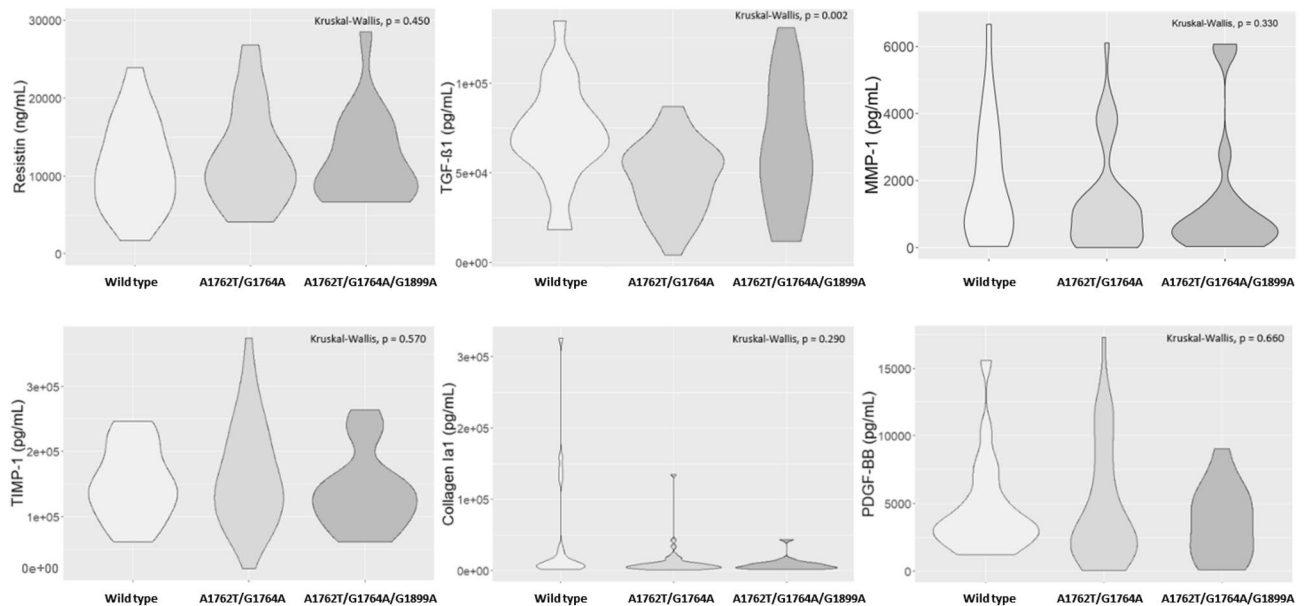 Kruskal-Wallis, p = 0.450
Resistin (ng/mL)
30000
20000
10000
0
Wild type
A1762T/G1764A
A1762T/G1764A/G1899A
Kruskal-Wallis, p = 0.002
TGF-ß1 (pg/mL)
1e+05
5e+04
0e+00
Wild type
A1762T/G1764A
A1762T/G1764A/G1899A
Kruskal-Wallis, p = 0.330
MMP-1 (pg/mL)
6000
4000
2000
0
Wild type
A1762T/G1764A
A1762T/G1764A/G1899A
Kruskal-Wallis, p = 0.570
TIMP-1 (pg/mL)
3e+05
2e+05
1e+05
0e+00
Wild type
A1762T/G1764A
A1762T/G1764A/G1899A
Kruskal-Wallis, p = 0.290
Collagen Ia1 (pg/mL)
3e+05
2e+05
1e+05
0e+00
Wild type
A1762T/G1764A
A1762T/G1764A/G1899A
Kruskal-Wallis, p = 0.660
PDGF-BB (pg/mL)
15000
10000
5000
0
Wild type
A1762T/G1764A
A1762T/G1764A/G1899A